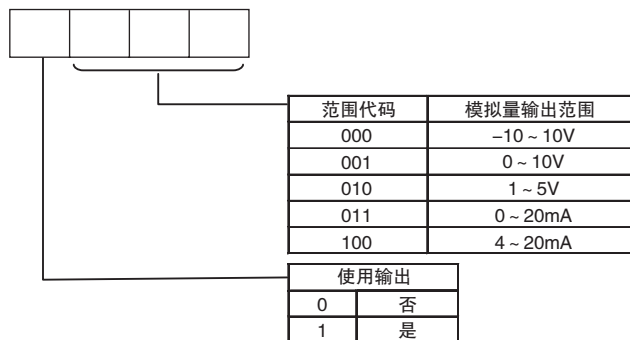 范围代码 模拟量输出范围
000 –10 ~ 10V
001 0 ~ 10V
010 1 ~ 5V
011 0 ~ 20mA
100 4 ~ 20mA
使用输出
0 否
1 是